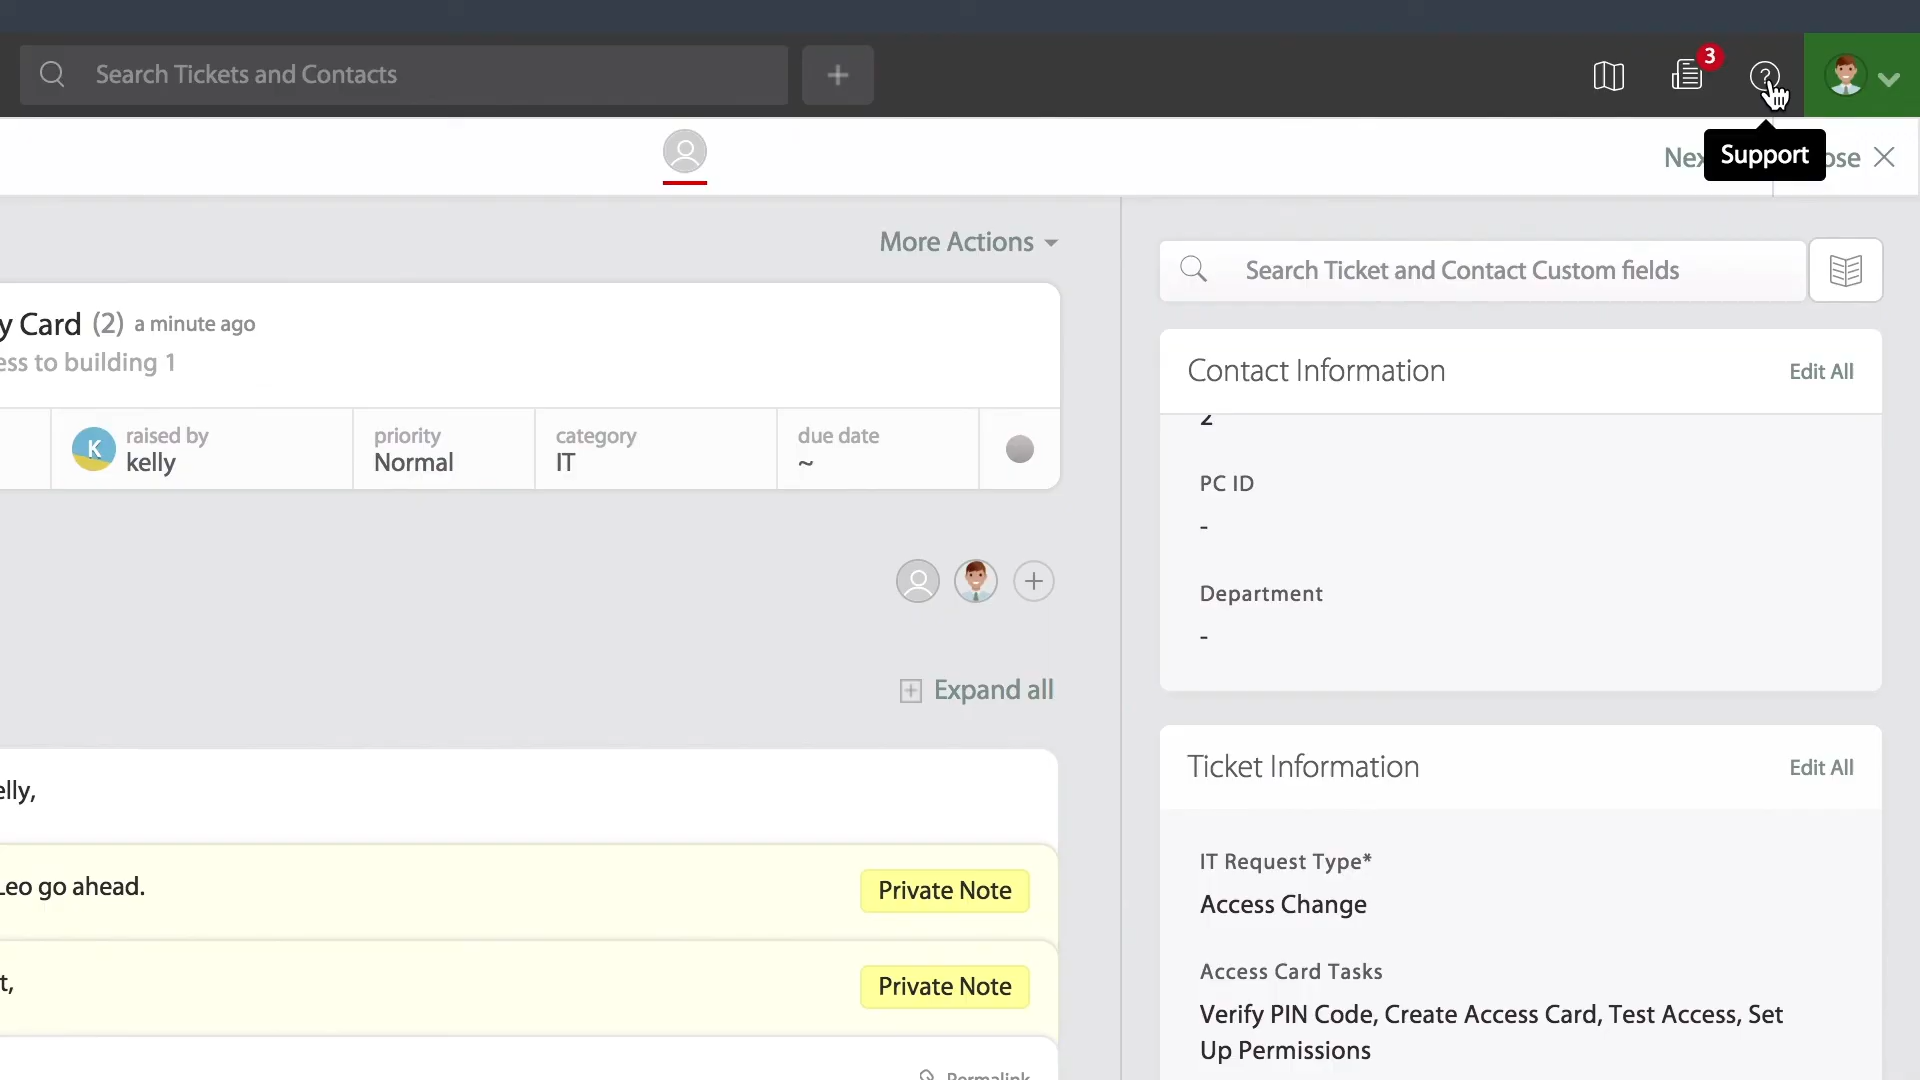 Search Tickets and Contacts
+
3
?
Support
More Actions
Search Ticket and Contact Custom fields
y Card (2) a minute ago
ess to building 1
K
raised by
kelly
priority
Normal
category
IT
due date
~
Contact Information
Edit All
2
PC ID
-
Department
-
Expand all
elly,
Leo go ahead.
Private Note
t,
Private Note
Permalink
Ticket Information
Edit All
IT Request Type*
Access Change
Access Card Tasks
Verify PIN Code, Create Access Card, Test Access, Set
Up Permissions